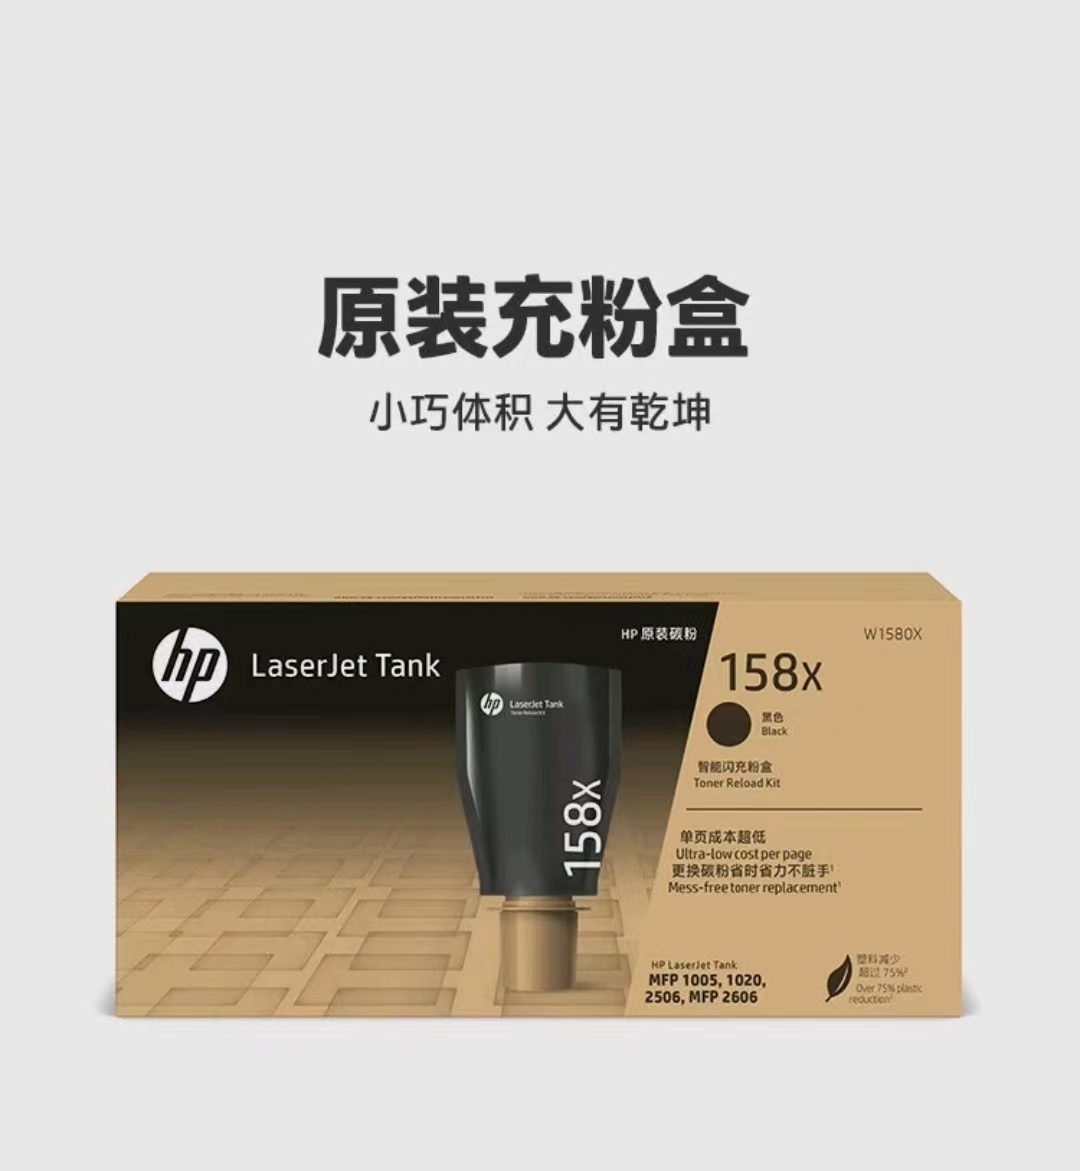 原装充粉盒
小巧体积 大有乾坤
HP 原装碳粉
W1580X
hp
LaserJet Tank
158X
hp
LaserJet Tank
Toner Reload Kit
158X
黑色
Black
智能闪充粉盒
Toner Reload Kit
单页成本超低
Ultra-low cost per page
更换碳粉省时省力不脏手¹
Mess-free toner replacement¹
HP LaserJet Tank
MFP 1005, 1020,
2506, MFP 2606
塑料减少
超过 75%²
Over 75% plastic
reduction²